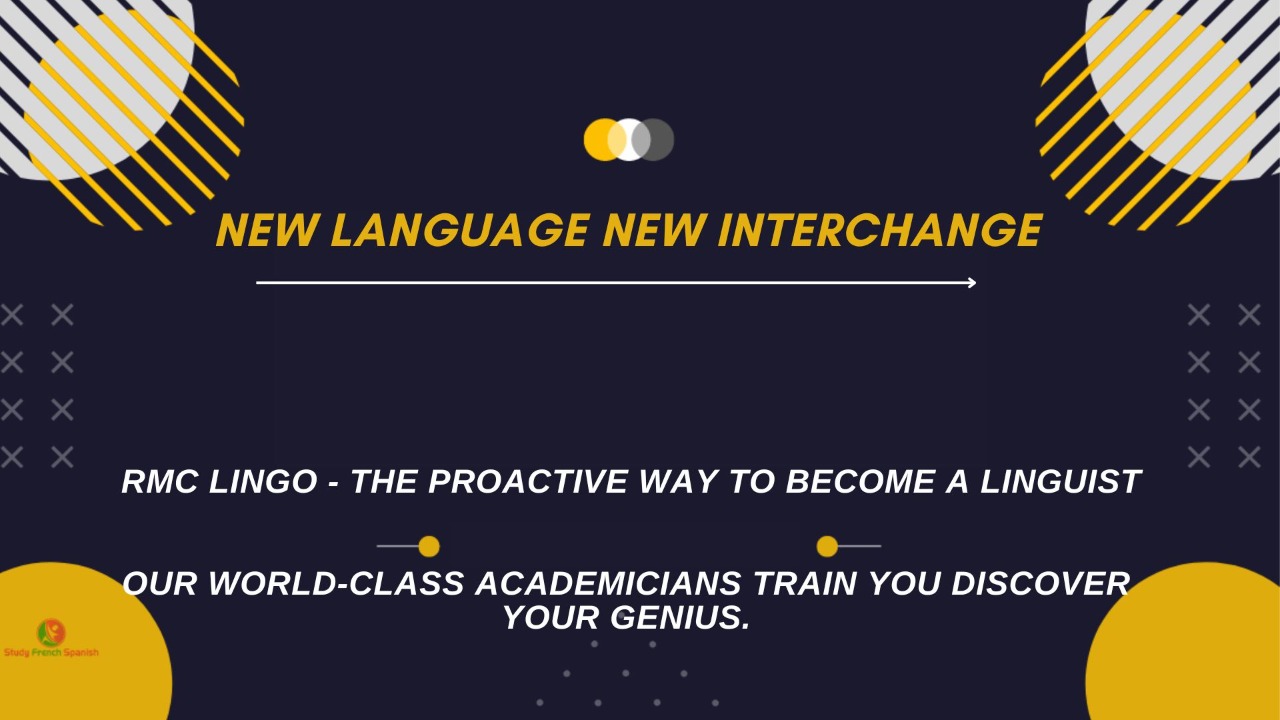 NEW LANGUAGE NEW INTERCHANGE
RMC LINGO - THE PROACTIVE WAY TO BECOME A LINGUIST
OUR WORLD-CLASS ACADEMICIANS TRAIN YOU DISCOVER
YOUR GENIUS.
Study French Spanish